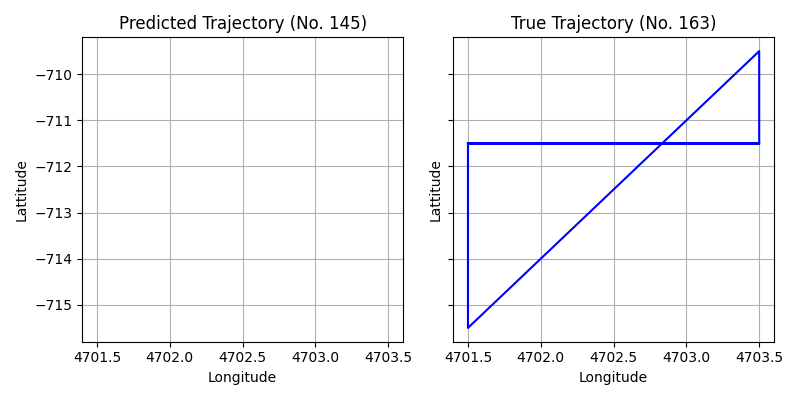 Predicted Trajectory (No. 145)
True Trajectory (No. 163)
Lattitude
−710
−711
−712
−713
−714
−715
4701.5 4702.0 4702.5 4703.0 4703.5
Longitude
Lattitude
4701.5 4702.0 4702.5 4703.0 4703.5
Longitude